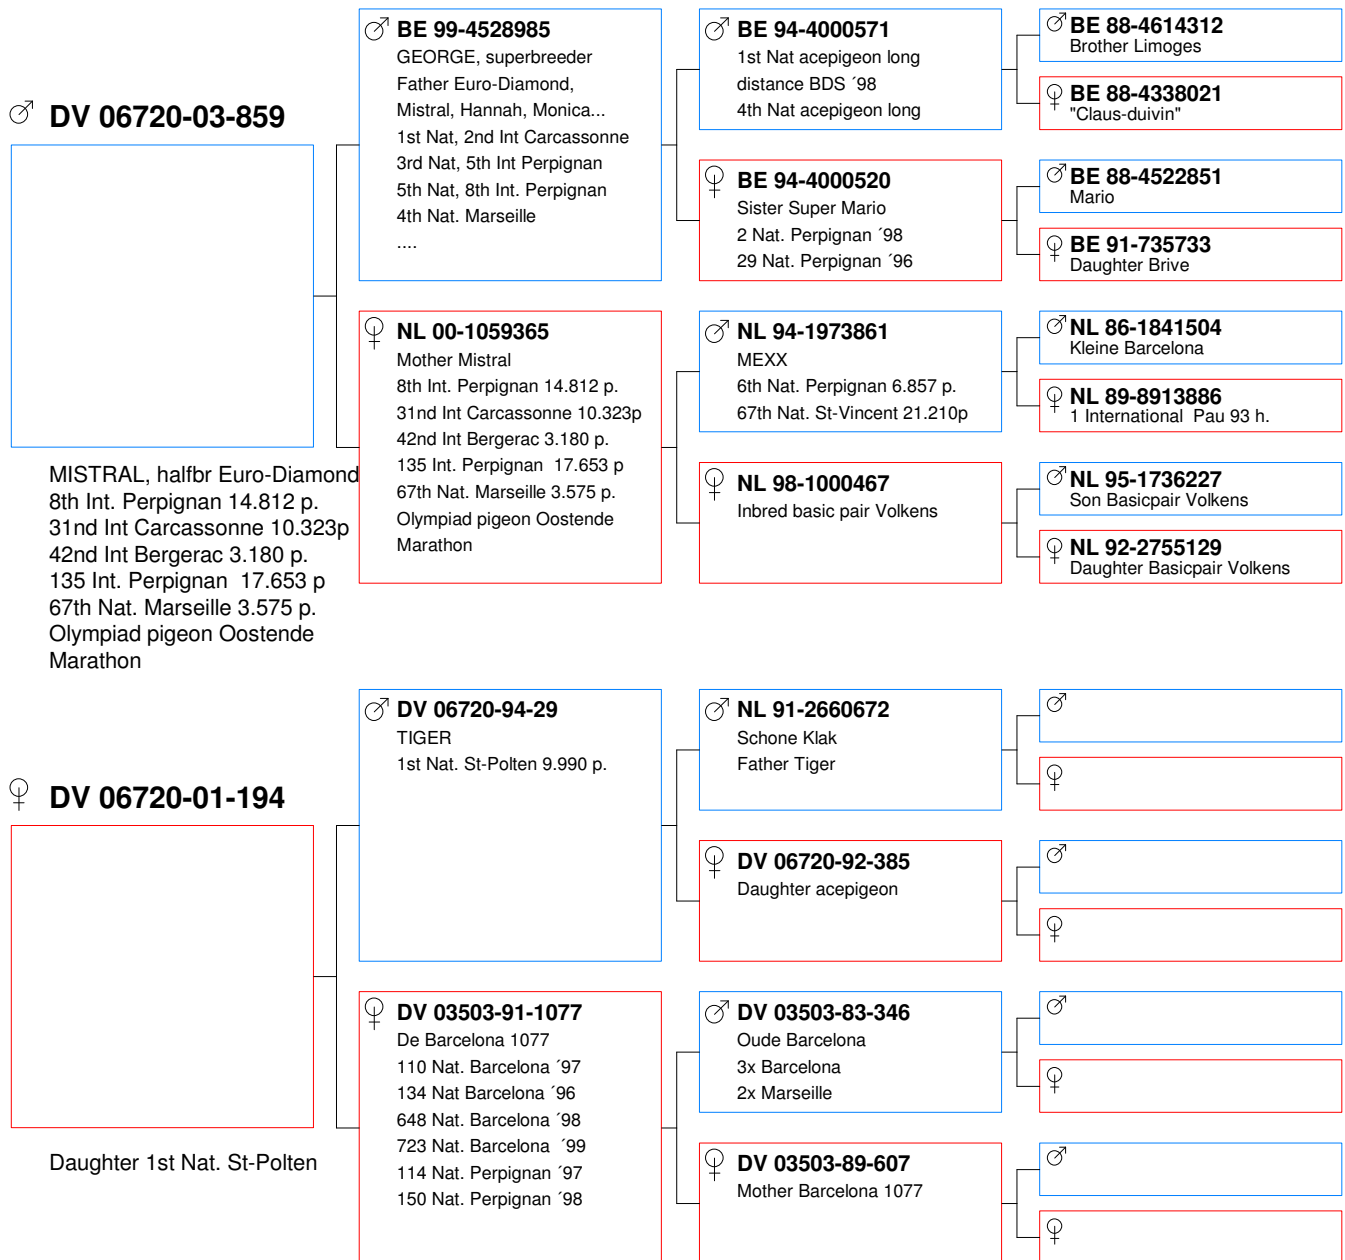 DV 06720-03-859
MISTRAL, halfbr Euro-Diamond
8th Int. Perpignan 14.812 p.
31nd Int Carcassonne 10.323p
42nd Int Bergerac 3.180 p.
135 Int. Perpignan  17.653 p
67th Nat. Marseille 3.575 p.
Olympiad pigeon Oostende
Marathon
BE 99-4528985
GEORGE, superbreeder
Father Euro-Diamond,
Mistral, Hannah, Monica...
1st Nat, 2nd Int Carcassonne
3rd Nat, 5th Int Perpignan
5th Nat, 8th Int. Perpignan
4th Nat. Marseille
....
NL 00-1059365
Mother Mistral
8th Int. Perpignan 14.812 p.
31nd Int Carcassonne 10.323p
42nd Int Bergerac 3.180 p.
135 Int. Perpignan  17.653 p
67th Nat. Marseille 3.575 p.
Olympiad pigeon Oostende
Marathon
BE 94-4000571
1st Nat acepigeon long
distance BDS ´98
4th Nat acepigeon long
BE 94-4000520
Sister Super Mario
2 Nat. Perpignan ´98
29 Nat. Perpignan ´96
NL 94-1973861
MEXX
6th Nat. Perpignan 6.857 p.
67th Nat. St-Vincent 21.210p
NL 98-1000467
Inbred basic pair Volkens
BE 88-4614312
Brother Limoges
BE 88-4338021
"Claus-duivin"
BE 88-4522851
Mario
BE 91-735733
Daughter Brive
NL 86-1841504
Kleine Barcelona
NL 89-8913886
1 International  Pau 93 h.
NL 95-1736227
Son Basicpair Volkens
NL 92-2755129
Daughter Basicpair Volkens
DV 06720-01-194
Daughter 1st Nat. St-Polten
DV 06720-94-29
TIGER
1st Nat. St-Polten 9.990 p.
DV 03503-91-1077
De Barcelona 1077
110 Nat. Barcelona ´97
134 Nat Barcelona ´96
648 Nat. Barcelona ´98
723 Nat. Barcelona  ´99
114 Nat. Perpignan ´97
150 Nat. Perpignan ´98
NL 91-2660672
Schone Klak
Father Tiger
DV 06720-92-385
Daughter acepigeon
DV 03503-83-346
Oude Barcelona
3x Barcelona
2x Marseille
DV 03503-89-607
Mother Barcelona 1077